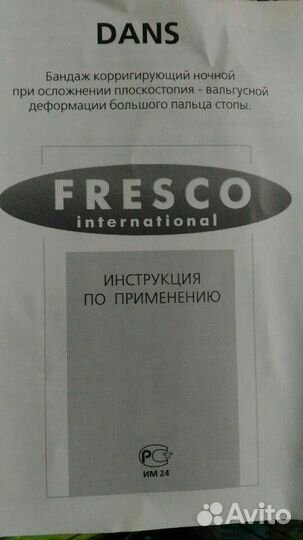 DANS
Бандаж корригирующий ночной
при осложнении плоскостопия - вальгусной
деформации большого пальца стопы.
FRESCO
international
ИНСТРУКЦИЯ
ПО ПРИМЕНЕНИЮ
РСТ
ИМ 24
Avito